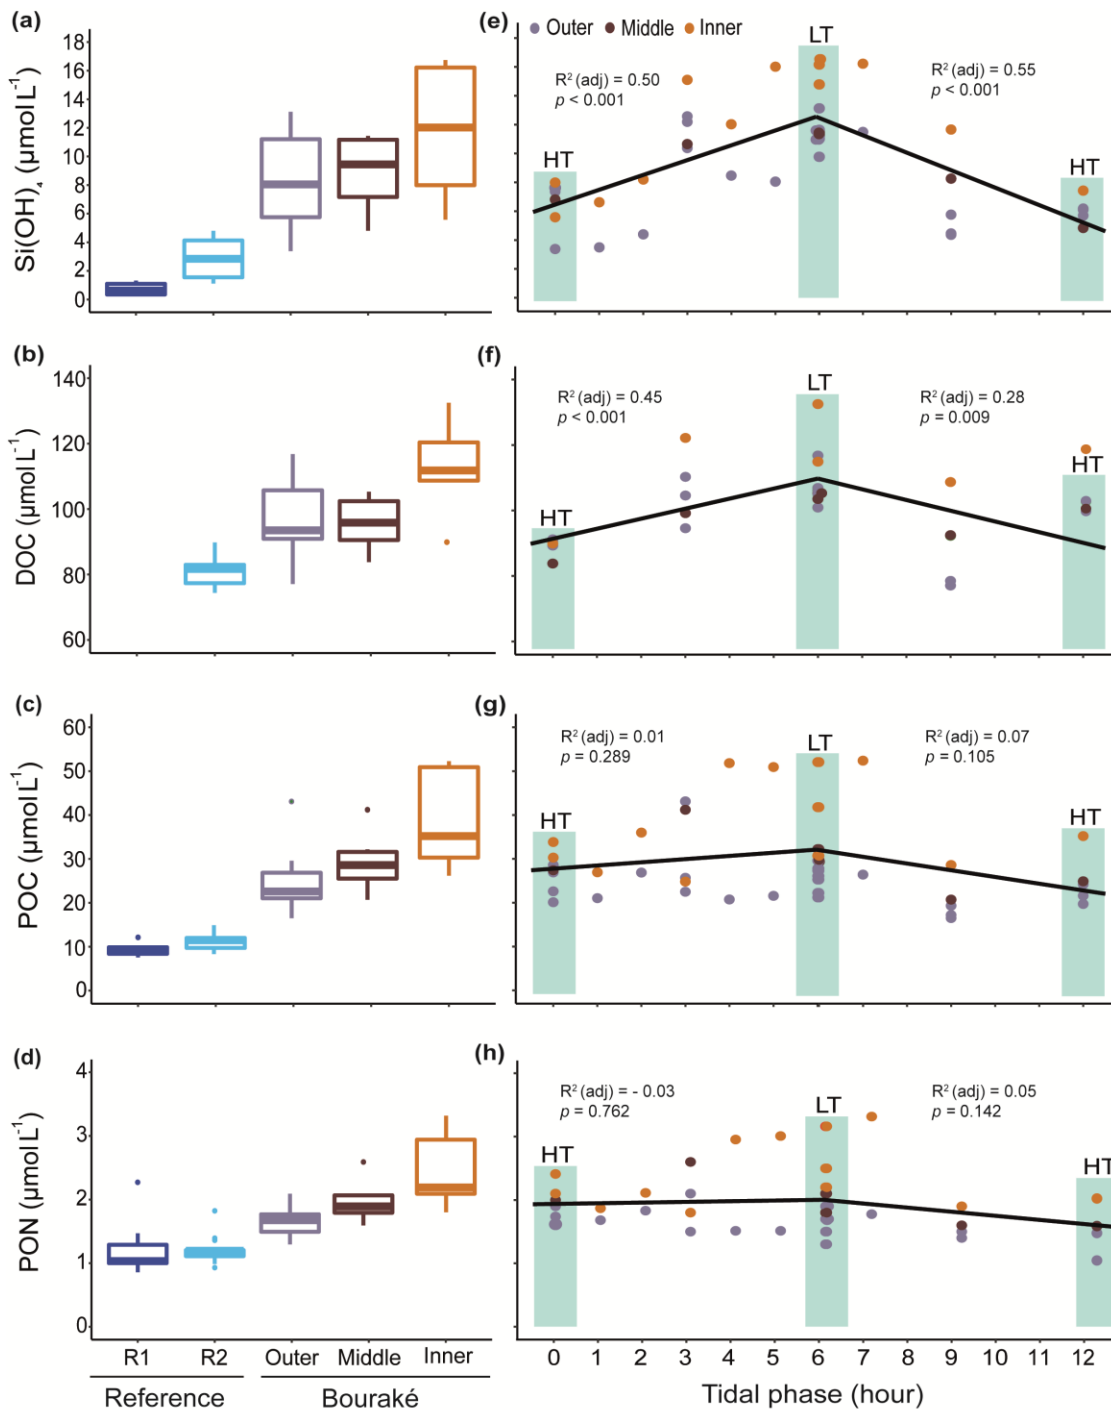 (a)
Si(OH)₄ (µmol L⁻¹)
18
16
14
12
10
8
6
4
2
0
(e)
Outer Middle Inner
R² (adj) = 0.50
p < 0.001
R² (adj) = 0.55
p < 0.001
HT
LT
HT
(b)
DOC (µmol L⁻¹)
140
120
100
80
60
(f)
R² (adj) = 0.45
p < 0.001
R² (adj) = 0.28
p = 0.009
HT
LT
HT
(c)
POC (µmol L⁻¹)
60
50
40
30
20
10
0
(g)
R² (adj) = 0.01
p = 0.289
R² (adj) = 0.07
p = 0.105
HT
LT
HT
(d)
PON (µmol L⁻¹)
4
3
2
1
0
R1 R2 Outer Middle Inner
Reference Bouraké
(h)
R² (adj) = - 0.03
p = 0.762
R² (adj) = 0.05
p = 0.142
HT
LT
HT
0 1 2 3 4 5 6 7 8 9 10 11 12
Tidal phase (hour)